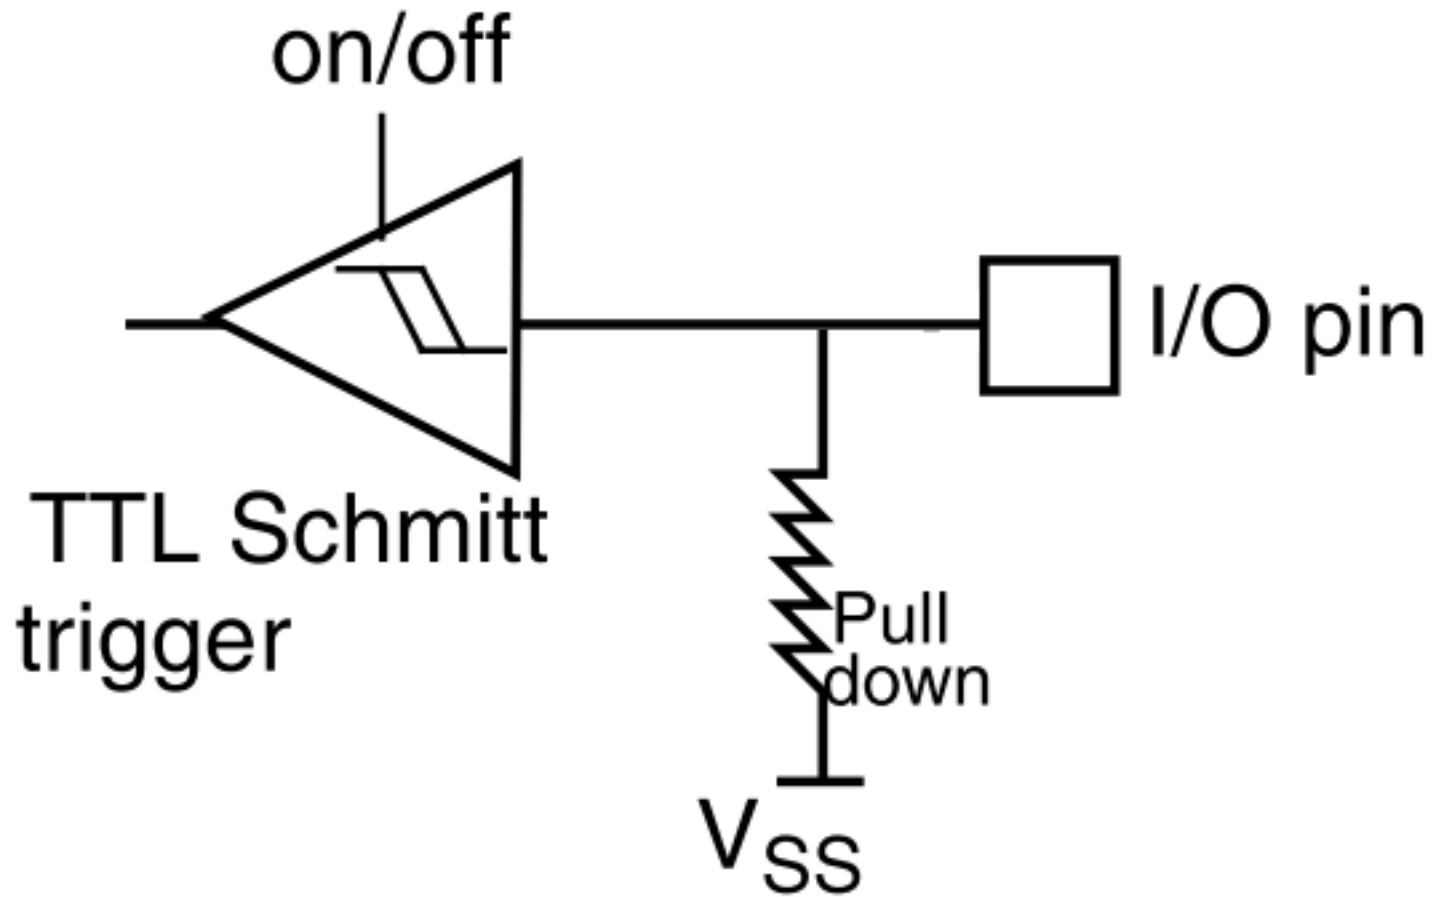 on/off
I/O pin
TTL Schmitt
trigger
Pull
down
VSS